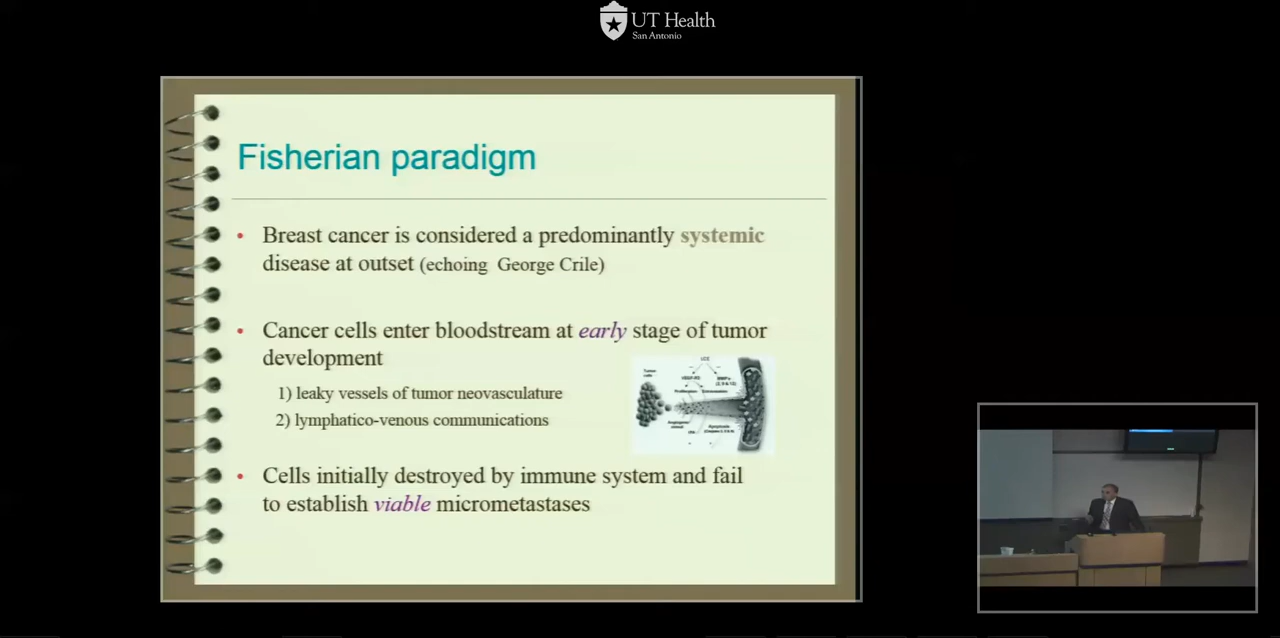 UT Health
San Antonio
Fisherian paradigm
• Breast cancer is considered a predominantly systemic
disease at outset (echoing George Crile)
• Cancer cells enter bloodstream at early stage of tumor
development
1) leaky vessels of tumor neovasculature
2) lymphatico-venous communications
• Cells initially destroyed by immune system and fail
to establish viable micrometastases